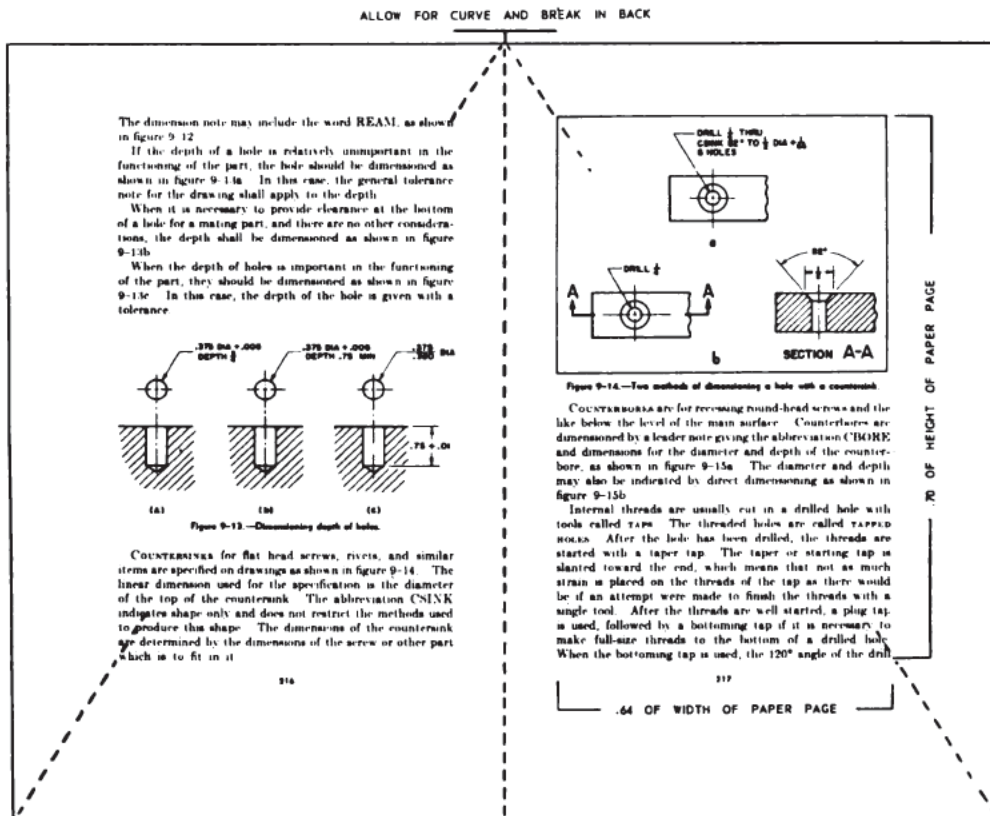 ALLOW FOR CURVE AND BREAK IN BACK
The dimension note may include the word REAM, as shown
in figure 9-12
If the depth of a hole is relatively unimportant in the
functioning of the part, the hole should be dimensioned as
shown in figure 9-13a In this case, the general tolerance
note for the drawing shall apply to the depth
When it is necessary to provide clearance at the bottom
of a hole for a mating part, and there are no other considera-
tions, the depth shall be dimensioned as shown in figure
9-13b
When the depth of holes is important in the functioning
of the part, they should be dimensioned as shown in figure
9-13c In this case, the depth of the hole is given with a
tolerance
.375 DIA + .005
DEPTH
.375 DIA + .005
DEPTH .75 MIN
DIA
.75 + .01
(A) (B) (C)
Figure 9-13.—Dimensioning depth of holes.
COUNTERSINKS for flat head screws, rivets, and similar
items are specified on drawings as shown in figure 9-14. The
linear dimension used for the specification is the diameter
of the top of the countersink The abbreviation CSINK
indicates shape only and does not restrict the methods used
to produce this shape The dimensions of the countersink
are determined by the dimensions of the screw or other part
which is to fit in it
216
DRILL THRU
CSINK 82° TO DIA +
6 HOLES
a
DRILL
A A
82°
b
SECTION A-A
Figure 9-14.—Two methods of dimensioning a hole with a countersink.
COUNTERBORES are for recessing round-head screws and the
like below the level of the main surface Counterbores are
dimensioned by a leader note giving the abbreviation CBORE
and dimensions for the diameter and depth of the counter-
bore, as shown in figure 9-15a The diameter and depth
may also be indicated by direct dimensioning as shown in
figure 9-15b
Internal threads are usually cut in a drilled hole with
tools called TAPS The threaded holes are called TAPPED
HOLES After the hole has been drilled, the threads are
started with a taper tap The taper or starting tap is
slanted toward the end, which means that not as much
strain is placed on the threads of the tap as there would
be if an attempt were made to finish the threads with a
single tool. After the threads are well started, a plug tap
is used, followed by a bottoming tap if it is necessary to
make full-size threads to the bottom of a drilled hole
When the bottoming tap is used, the 120° angle of the drill
217
.64 OF WIDTH OF PAPER PAGE
.70 OF HEIGHT OF PAPER PAGE